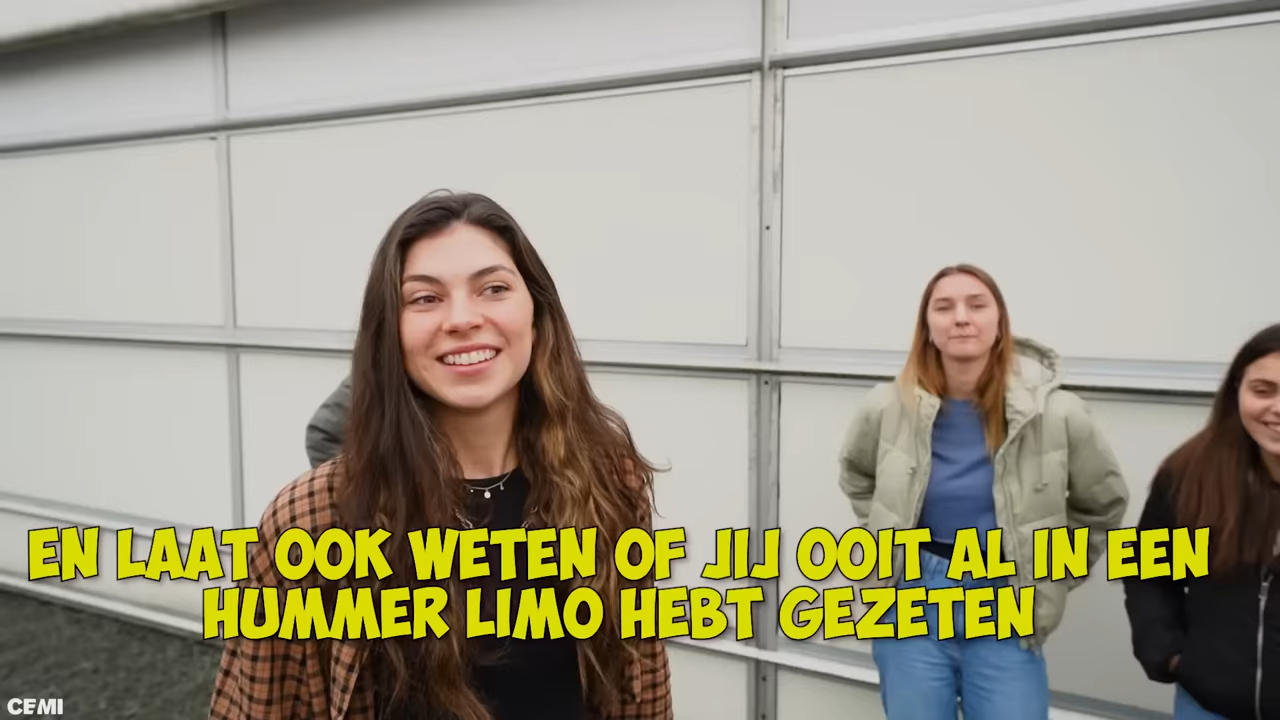 EN LAAT OOK WETEN OF JIJ OOIT AL IN EEN
HUMMER LIMO HEBT GEZETEN
CEMI